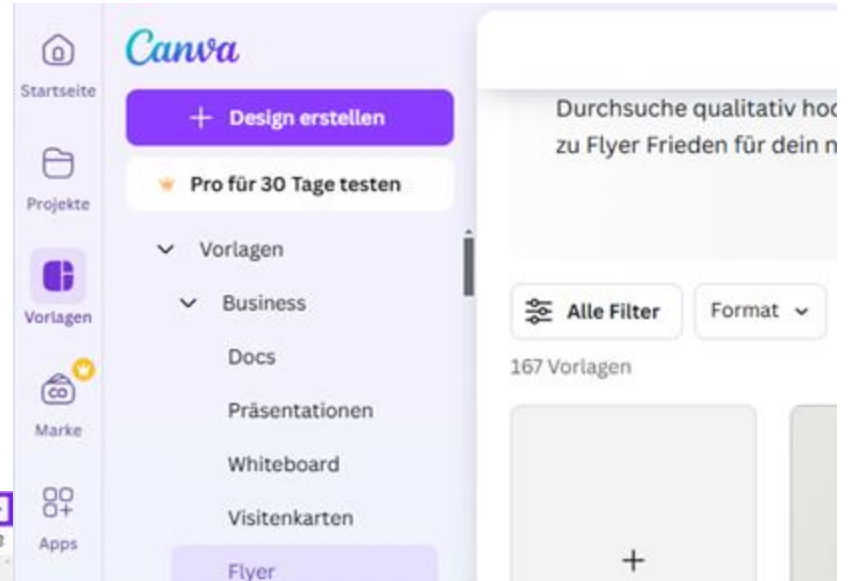 Startseite
Projekte
Vorlagen
CO
Marke
Apps
Canva
+ Design erstellen
Pro für 30 Tage testen
Vorlagen
Business
Docs
Präsentationen
Whiteboard
Visitenkarten
Flyer
Durchsuche qualitativ
zu Flyer Frieden für dein
Alle Filter
Format
167 Vorlagen
+